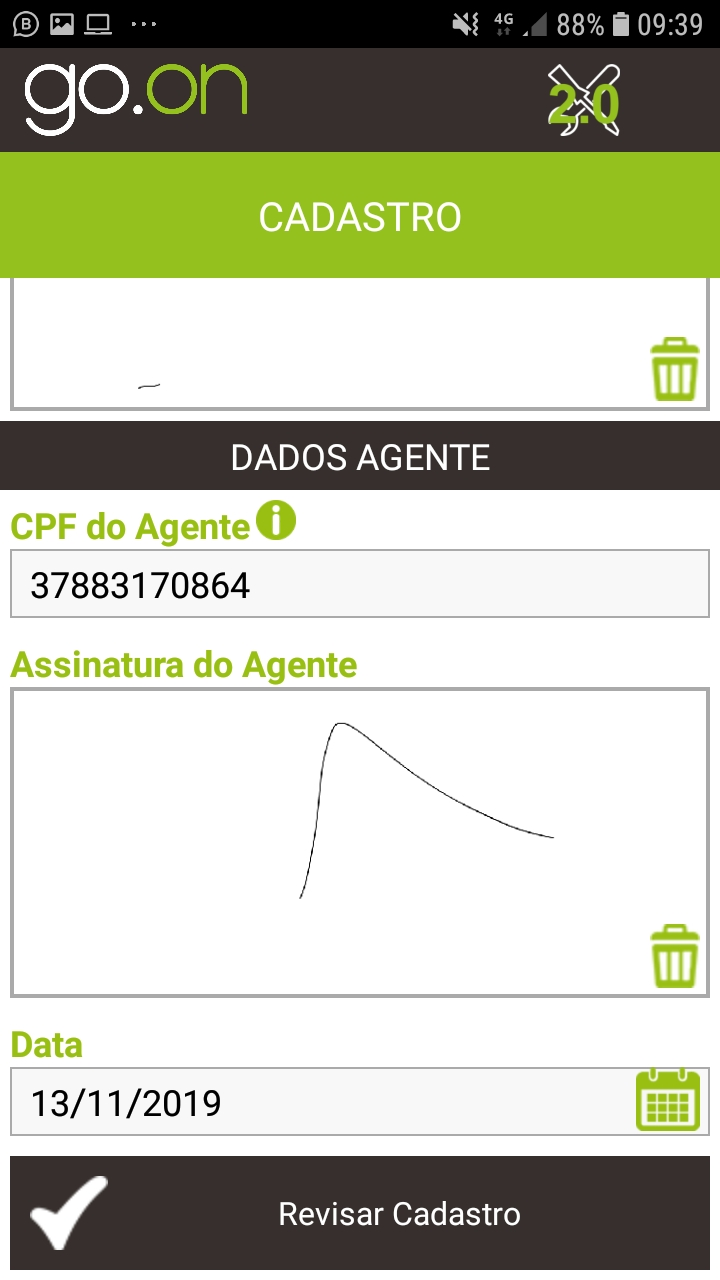 4G 88% 09:39
go.on 2.0
CADASTRO
DADOS AGENTE
CPF do Agente
37883170864
Assinatura do Agente
Data
13/11/2019
Revisar Cadastro